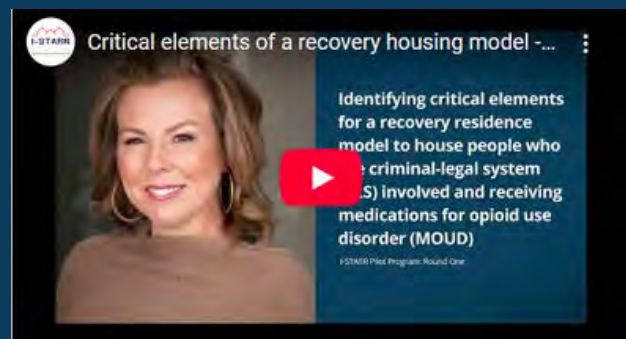 I-STARR
Critical elements of a recovery housing model -...
Identifying critical elements
for a recovery residence
model to house people who
criminal-legal system
S) involved and receiving
medications for opioid use
disorder (MOUD)
I-STARR Pilot Program: Round One